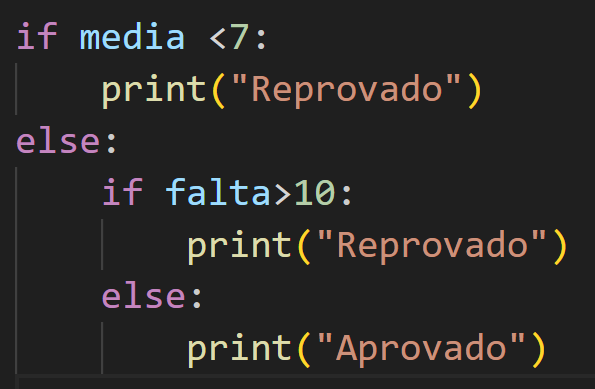 if media <7:
    print("Reprovado")
else:
    if falta>10:
        print("Reprovado")
    else:
        print("Aprovado")